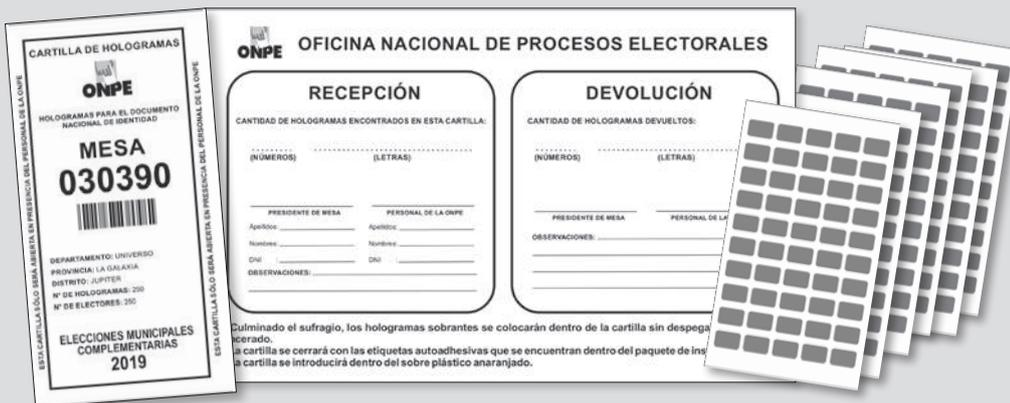 CARTILLA DE HOLOGRAMAS
ONPE
HOLOGRAMAS PARA EL DOCUMENTO
NACIONAL DE IDENTIDAD
MESA
030390
DEPARTAMENTO: UNIVERSO
PROVINCIA: LA GALAXIA
DISTRITO: JUPITER
N° DE HOLOGRAMAS: 250
N° DE ELECTORES: 250
ELECCIONES MUNICIPALES
COMPLEMENTARIAS
2019
ESTA CARTILLA SÓLO SERÁ ABIERTA EN PRESENCIA DEL PERSONAL DE LA ONPE
ESTA CARTILLA SÓLO SERÁ ABIERTA EN PRESENCIA DEL PERSONAL DE LA ONPE
ONPE
OFICINA NACIONAL DE PROCESOS ELECTORALES
RECEPCIÓN
CANTIDAD DE HOLOGRAMAS ENCONTRADOS EN ESTA CARTILLA:
(NÚMEROS) (LETRAS)
PRESIDENTE DE MESA PERSONAL DE LA ONPE
Apellidos: Apellidos:
Nombres: Nombres:
DNI : DNI :
OBSERVACIONES:
DEVOLUCIÓN
CANTIDAD DE HOLOGRAMAS DEVUELTOS:
(NÚMEROS) (LETRAS)
PRESIDENTE DE MESA PERSONAL DE LA
OBSERVACIONES:
Culminado el sufragio, los hologramas sobrantes se colocarán dentro de la cartilla sin despega
cerado.
a cartilla se cerrará con las etiquetas autoadhesivas que se encuentran dentro del paquete de ins
a cartilla se introducirá dentro del sobre plástico anaranjado.